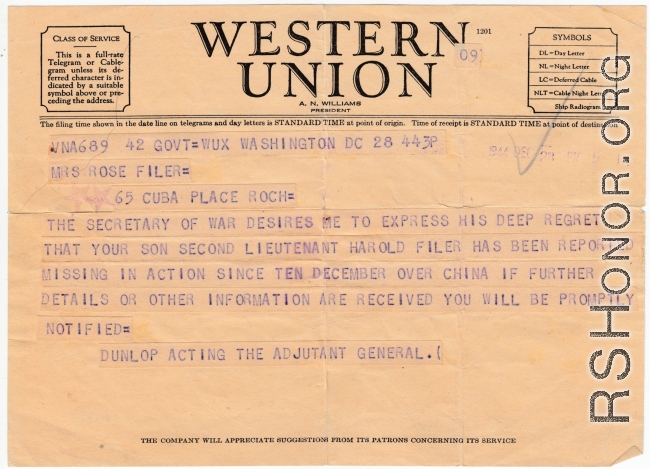 CLASS OF SERVICE
This is a full-rate
Telegram or Cable-
gram unless its de-
ferred character is in-
dicated by a suitable
symbol above or pre-
ceding the address.
WESTERN
UNION
1201
(09)
A. N. WILLIAMS
PRESIDENT
SYMBOLS
DL=Day Letter
NL=Night Letter
LC=Deferred Cable
NLT=Cable Night Letter
Ship Radiogram
The filing time shown in the date line on telegrams and day letters is STANDARD TIME at point of origin. Time of receipt is STANDARD TIME at point of destination
VNA689 42 GOVT=WUX WASHINGTON DC 28 443P
MRS ROSE FILER=
65 CUBA PLACE ROCH=
THE SECRETARY OF WAR DESIRES ME TO EXPRESS HIS DEEP REGRET
THAT YOUR SON SECOND LIEUTENANT HAROLD FILER HAS BEEN REPORTED
MISSING IN ACTION SINCE TEN DECEMBER OVER CHINA IF FURTHER
DETAILS OR OTHER INFORMATION ARE RECEIVED YOU WILL BE PROMPTLY
NOTIFIED=
DUNLOP ACTING THE ADJUTANT GENERAL.(
THE COMPANY WILL APPRECIATE SUGGESTIONS FROM ITS PATRONS CONCERNING ITS SERVICE
RSHONOR.ORG